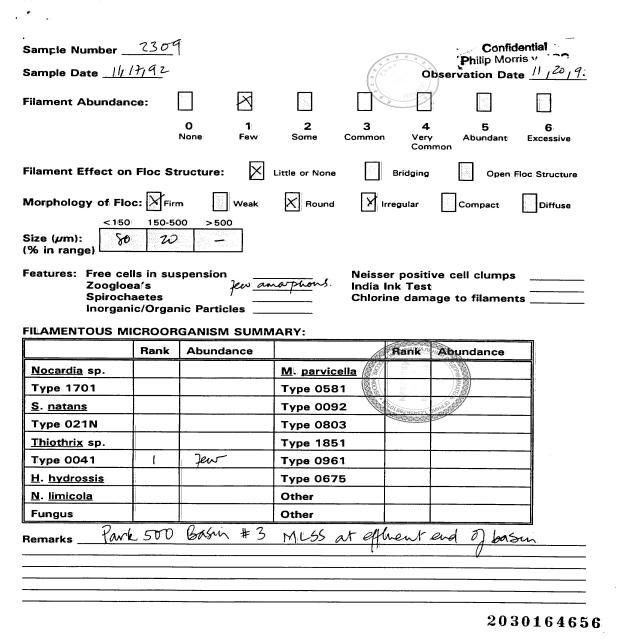 Sample Number 2309
Confidential
Philip Morris
Sample Date 11,17,92
Observation Date 11,20,9
Filament Abundance:
0 1 2 3 4 5 6
None Few Some Common Very Common Abundant Excessive
Filament Effect on Floc Structure: Little or None Bridging Open Floc Structure
Morphology of Floc: Firm Weak Round Irregular Compact Diffuse
<150 150-500 >500
Size (μm): 80 20 -
(% in range)
Features: Free cells in suspension Neisser positive cell clumps
Zoogloea's few amorphous. India Ink Test
Spirochaetes Chlorine damage to filaments
Inorganic/Organic Particles
FILAMENTOUS MICROORGANISM SUMMARY:
Rank Abundance Rank Abundance
Nocardia sp. M. parvicella
Type 1701 Type 0581
S. natans Type 0092
Type 021N Type 0803
Thiothrix sp. Type 1851
Type 0041 1 few Type 0961
H. hydrossis Type 0675
N. limicola Other
Fungus Other
Remarks Park 500 Basin # 3 MLSS at effluent end of basin
2030164656